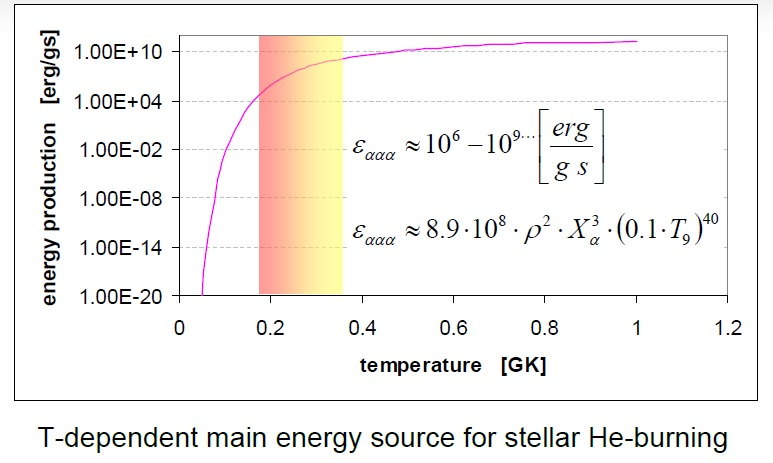 energy production [erg/gs]
1.00E+10
1.00E+04
1.00E-02
1.00E-08
1.00E-14
1.00E-20
ε_ααα ≈ 10^6 − 10^9··· [erg / g s]
ε_ααα ≈ 8.9·10^8 · ρ^2 · X_α^3 · (0.1·T_9)^40
0 0.2 0.4 0.6 0.8 1 1.2
temperature [GK]
T-dependent main energy source for stellar He-burning